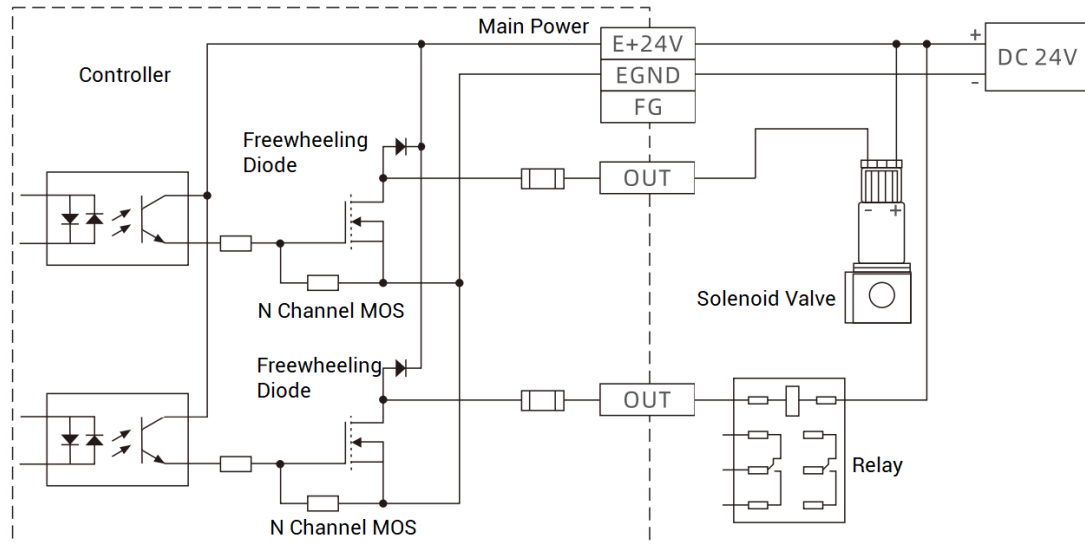 Main Power
E+24V
+
DC 24V
Controller
EGND
-
FG
Freewheeling
Diode
OUT
- +
Solenoid Valve
N Channel MOS
Freewheeling
Diode
OUT
Relay
N Channel MOS